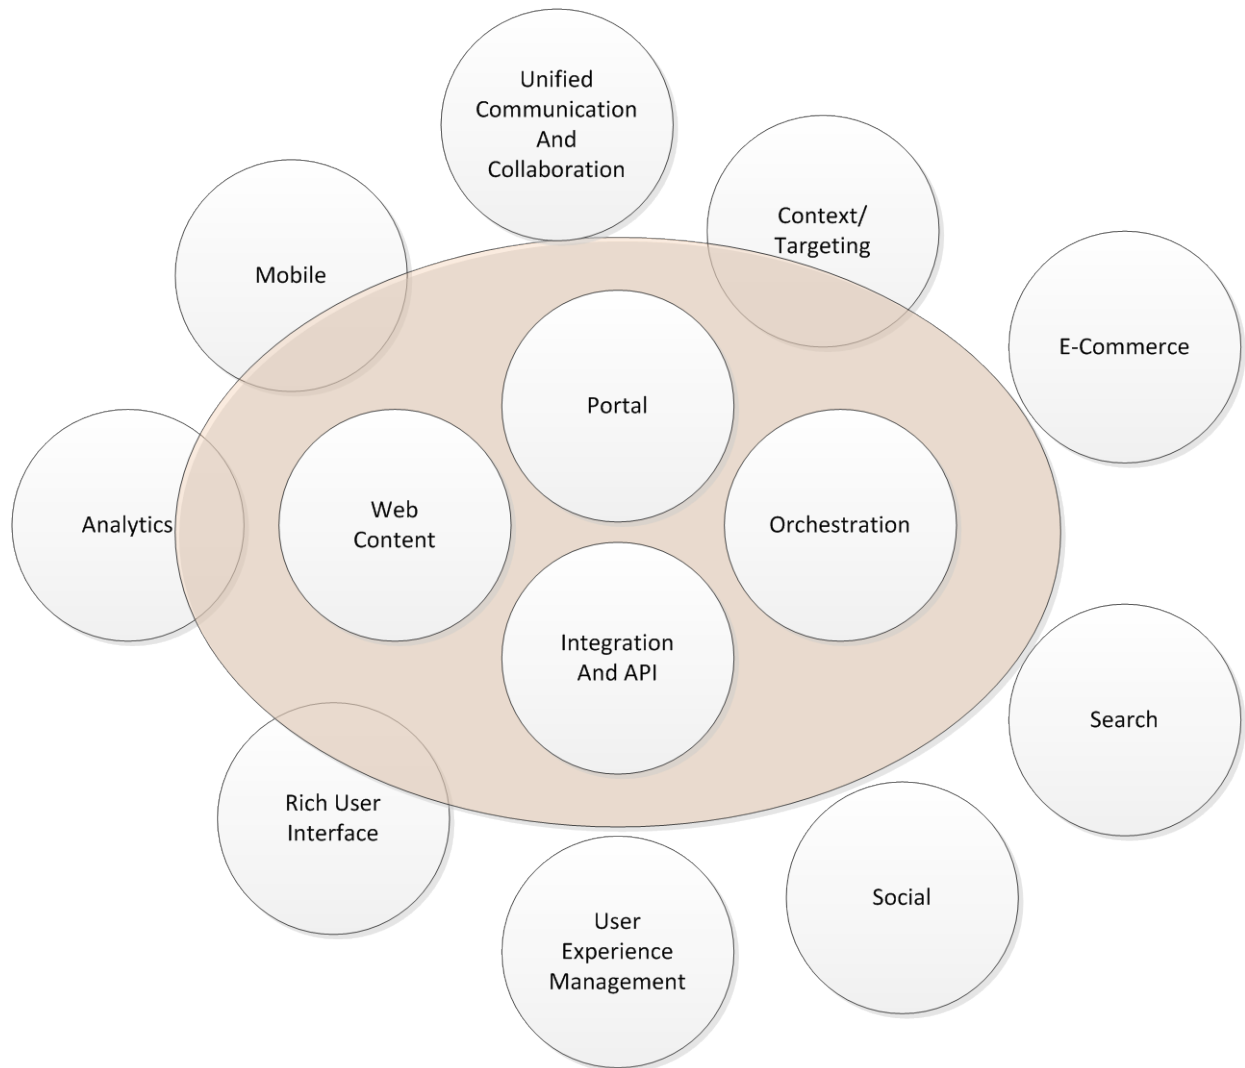 Unified
Communication
And
Collaboration
Context/
Targeting
Mobile
E-Commerce
Portal
Analytics
Web
Content
Orchestration
Integration
And API
Search
Rich User
Interface
Social
User
Experience
Management